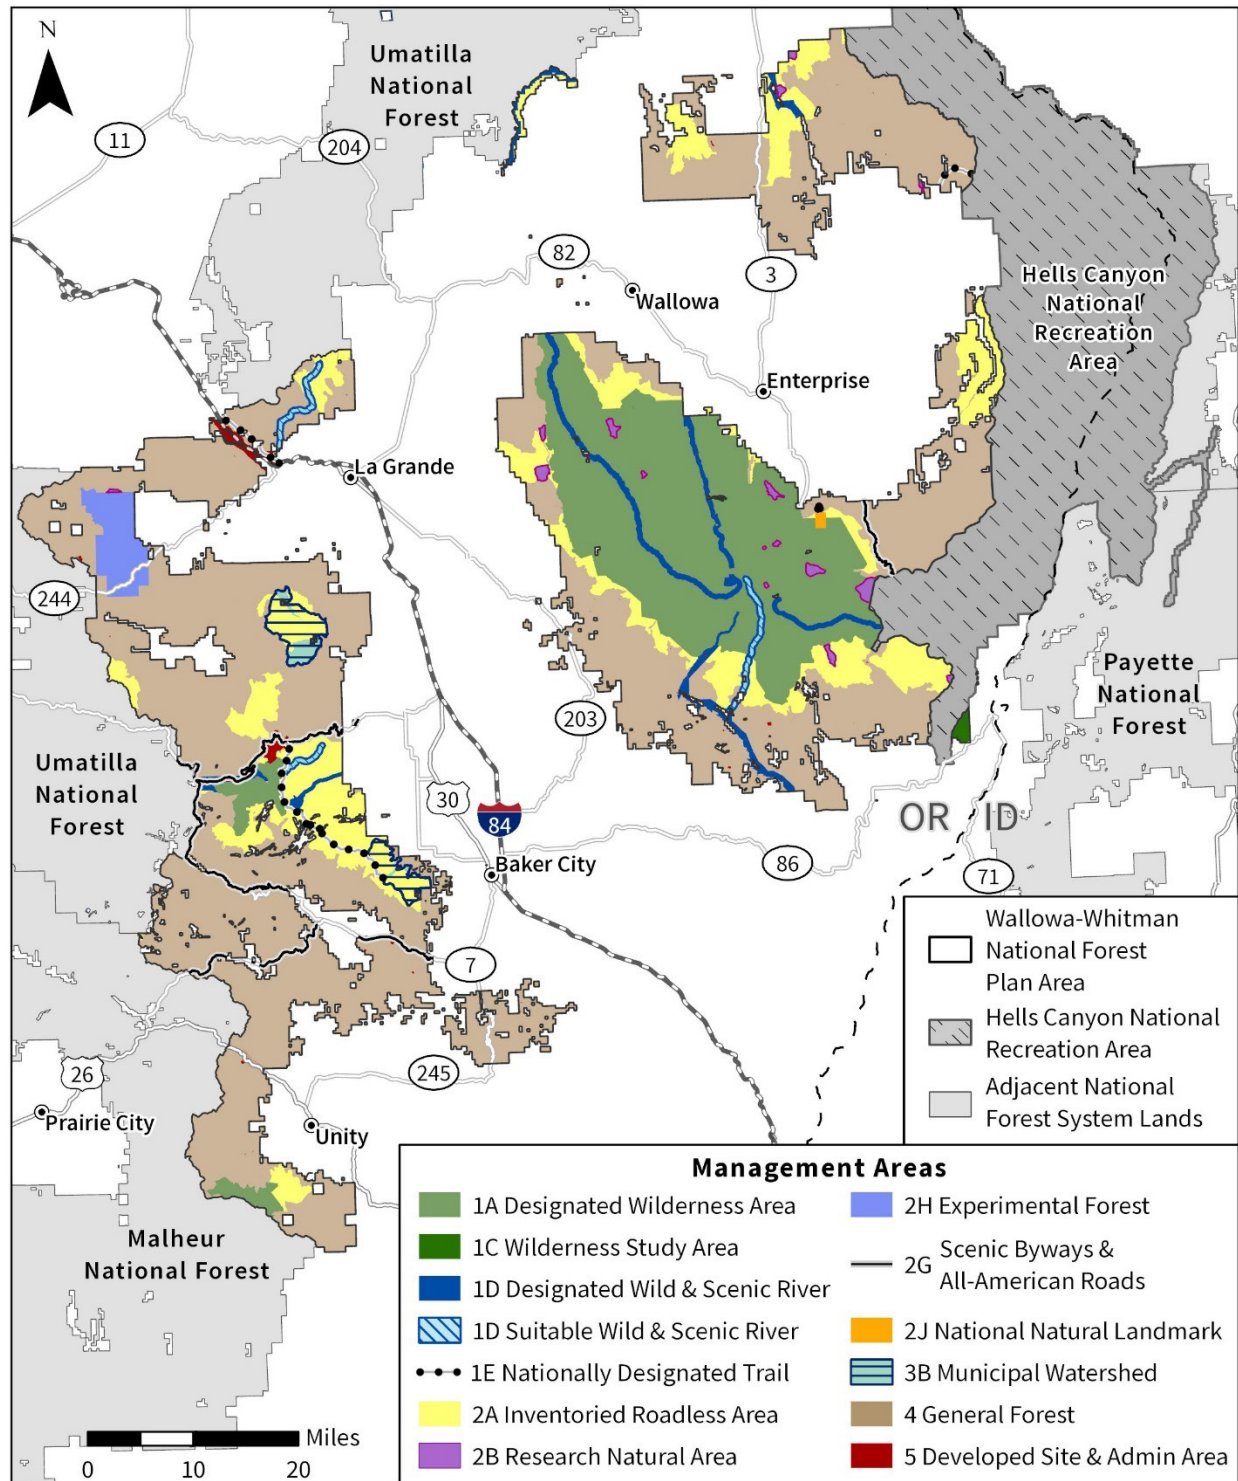 N
Umatilla
National
Forest
11
204
82
3
Wallowa
Hells Canyon
National
Recreation
Area
Enterprise
La Grande
244
203
Payette
National
Forest
Umatilla
National
Forest
30
84
OR ID
Baker City
86
71
7
26
245
Prairie City
Unity
Malheur
National Forest
Miles
0 10 20
Wallowa-Whitman
National Forest
Plan Area
Hells Canyon National
Recreation Area
Adjacent National
Forest System Lands
Management Areas
1A Designated Wilderness Area
1C Wilderness Study Area
1D Designated Wild & Scenic River
1D Suitable Wild & Scenic River
1E Nationally Designated Trail
2A Inventoried Roadless Area
2B Research Natural Area
2H Experimental Forest
2G Scenic Byways &
All-American Roads
2J National Natural Landmark
3B Municipal Watershed
4 General Forest
5 Developed Site & Admin Area